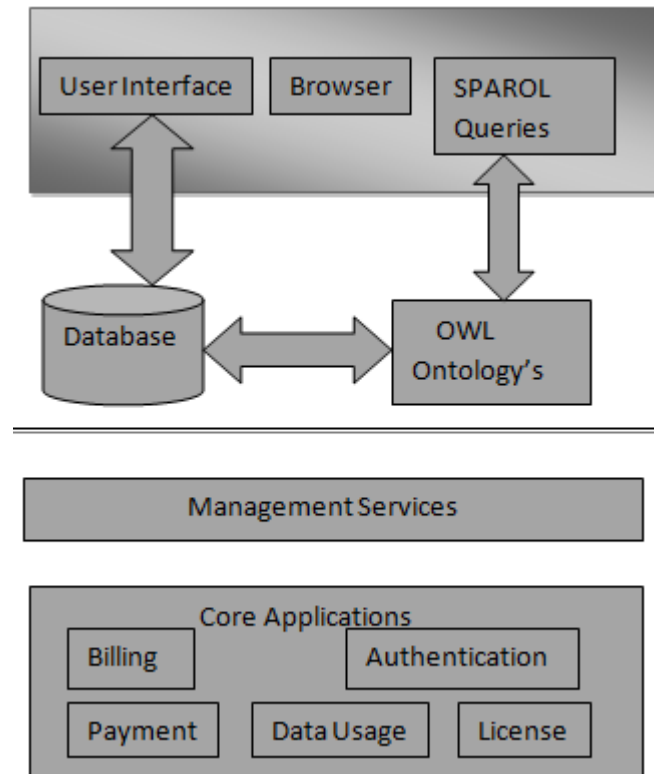 User Interface
Browser
SPAROL
Queries
Database
OWL
Ontology's
Management Services
Core Applications
Billing
Authentication
Payment
Data Usage
License